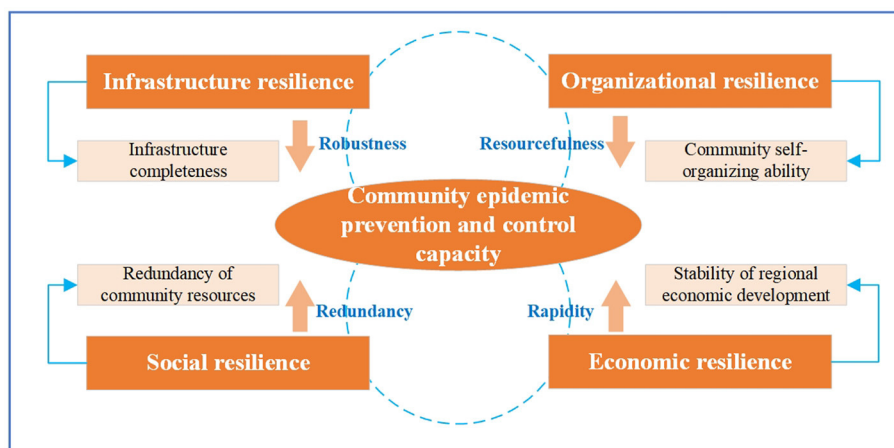 Infrastructure resilience
Organizational resilience
Infrastructure
completeness
Robustness
Resourcefulness
Community self-
organizing ability
Community epidemic
prevention and control
capacity
Redundancy of
community resources
Redundancy
Rapidity
Stability of regional
economic development
Social resilience
Economic resilience